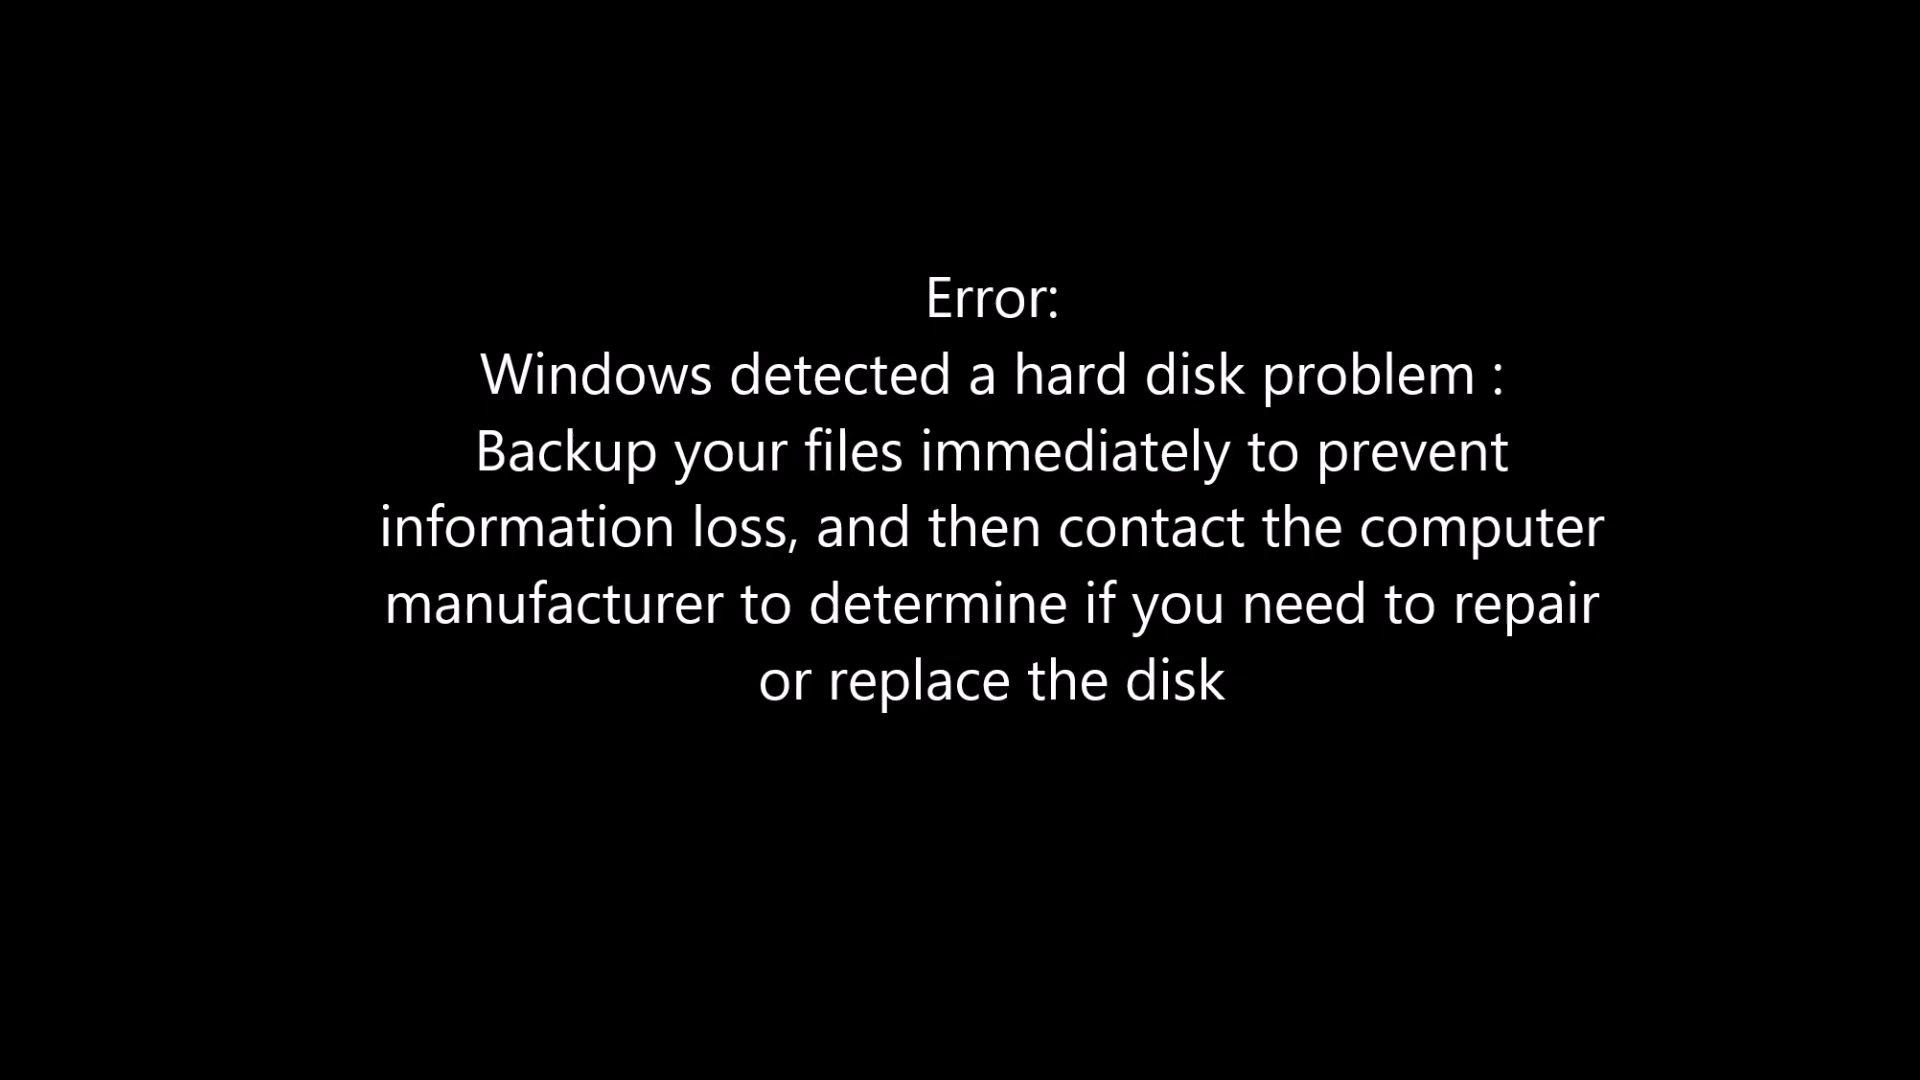 Error:
Windows detected a hard disk problem :
Backup your files immediately to prevent
information loss, and then contact the computer
manufacturer to determine if you need to repair
or replace the disk